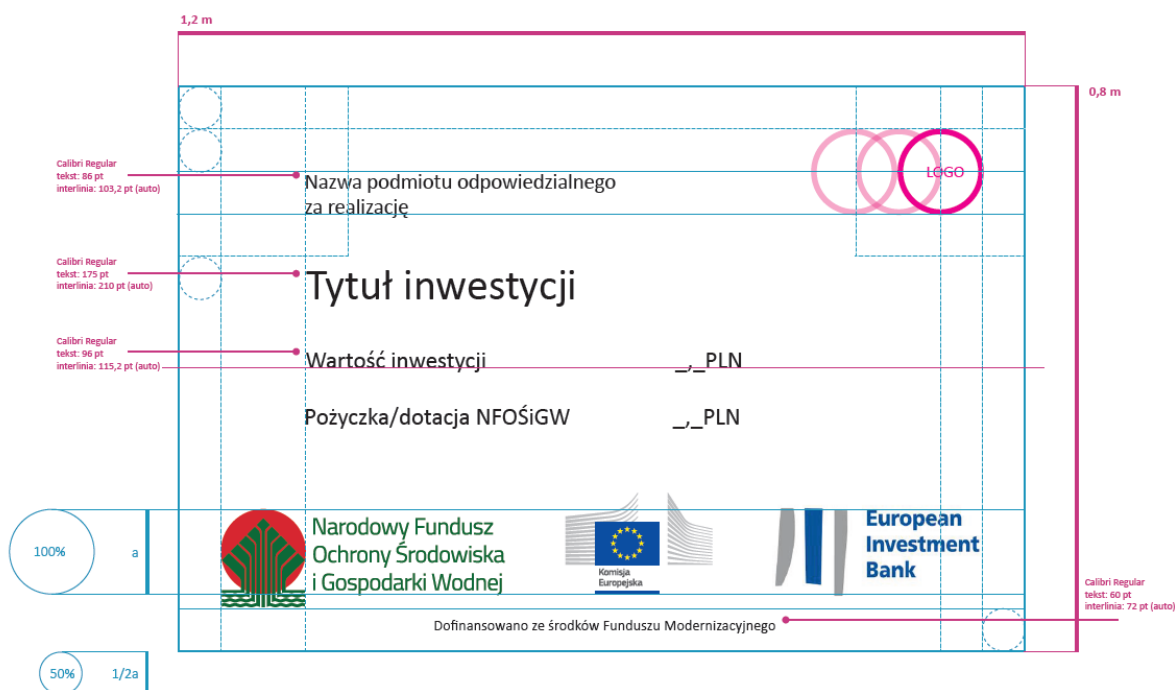 1,2 m
0,8 m
Calibri Regular
tekst: 86 pt
interlinia: 103,2 pt (auto)
Nazwa podmiotu odpowiedzialnego
za realizację
LOGO
Calibri Regular
tekst: 175 pt
interlinia: 210 pt (auto)
Tytuł inwestycji
Calibri Regular
tekst: 96 pt
interlinia: 115,2 pt (auto)
Wartość inwestycji _,_PLN
Pożyczka/dotacja NFOŚiGW _,_PLN
100% a
Narodowy Fundusz
Ochrony Środowiska
i Gospodarki Wodnej
Komisja
Europejska
European
Investment
Bank
Calibri Regular
tekst: 60 pt
interlinia: 72 pt (auto)
Dofinansowano ze środków Funduszu Modernizacyjnego
50% 1/2a